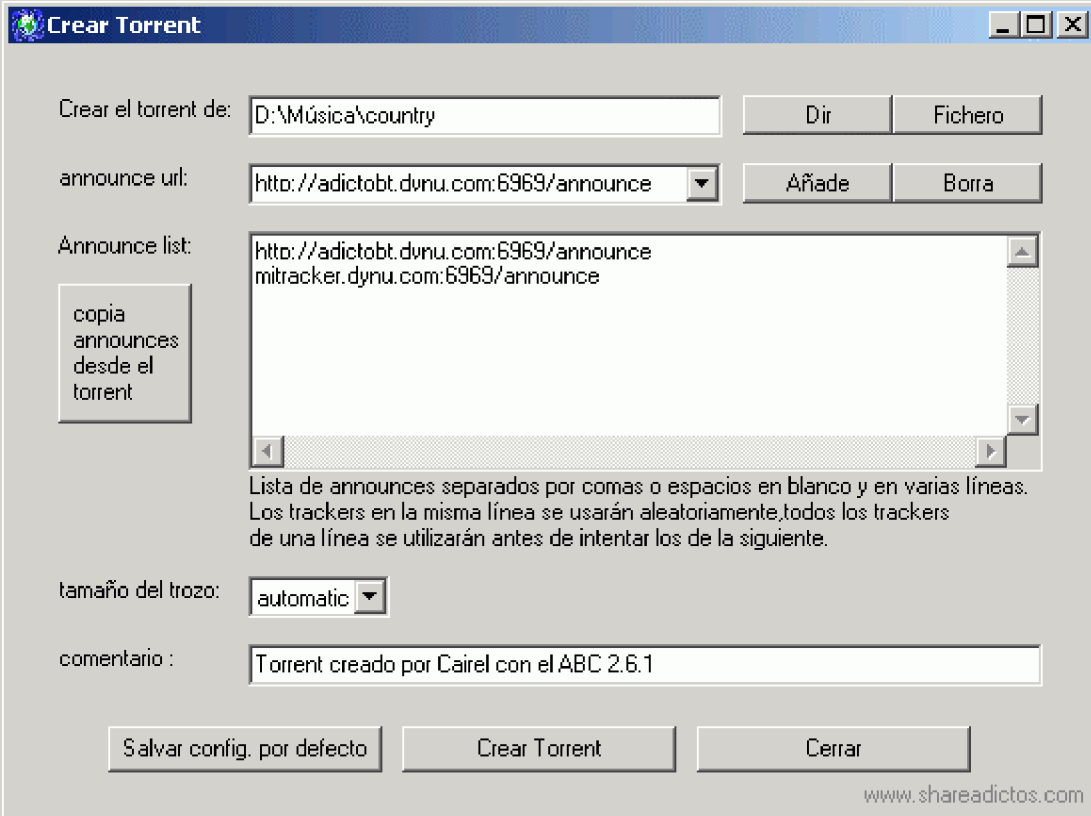 Crear Torrent
Crear el torrent de:
D:\Música\country
Dir
Fichero
announce url:
http://adictobt.dynu.com:6969/announce
Añade
Borra
Announce list:
http://adictobt.dynu.com:6969/announce
mitracker.dynu.com:6969/announce
copia
announces
desde el
torrent
Lista de announces separados por comas o espacios en blanco y en varias líneas.
Los trackers en la misma línea se usarán aleatoriamente,todos los trackers
de una línea se utilizarán antes de intentar los de la siguiente.
tamaño del trozo:
automatic
comentario :
Torrent creado por Cairel con el ABC 2.6.1
Salvar config. por defecto
Crear Torrent
Cerrar
www.shareadictos.com